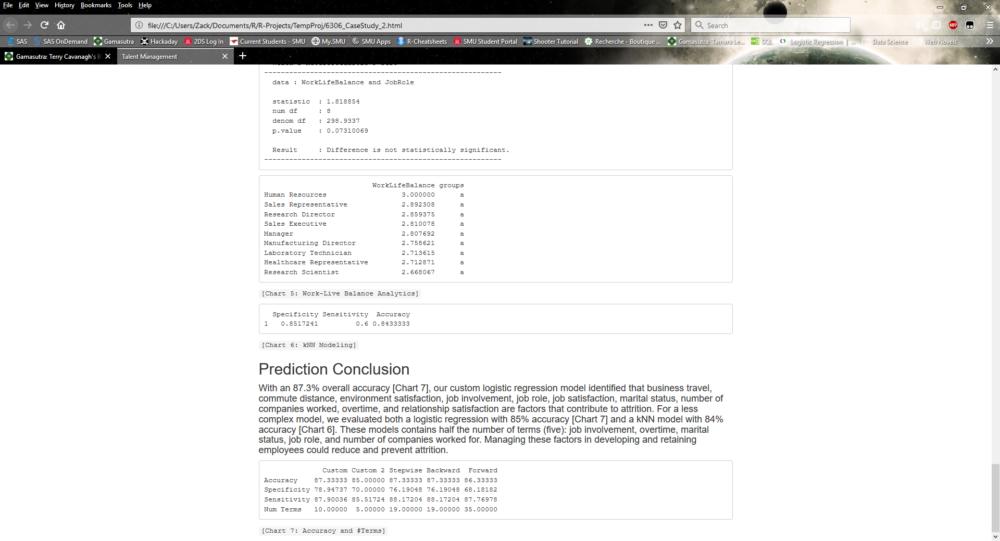 File Edit View History Bookmarks Tools Help
file:///C:/Users/Zack/Documents/R/R-Projects/TempProj/6306_CaseStudy_2.html
Search
ABP
SAS SAS OnDemand Gamasutra Hackaday 2DS Log In Current Students - SMU My.SMU SMU Apps R-Cheatsheets SMU Student Portal Shooter Tutorial Recherche - Boutique ... Gamasutra: Tamara Le... SQL Logistic Regression | ... Data Science Web Novels
Gamasutra: Terry Cavanagh's B Talent Management
---------------------------------------------------------
data : WorkLifeBalance and JobRole
statistic : 1.818854
num df : 8
denom df : 298.9337
p.value : 0.07310069
Result : Difference is not statistically significant.
---------------------------------------------------------
WorkLifeBalance groups
Human Resources 3.000000 a
Sales Representative 2.892308 a
Research Director 2.859375 a
Sales Executive 2.810078 a
Manager 2.807692 a
Manufacturing Director 2.758621 a
Laboratory Technician 2.713615 a
Healthcare Representative 2.712871 a
Research Scientist 2.668067 a
[Chart 5: Work-Live Balance Analytics]
Specificity Sensitivity Accuracy
1 0.8517241 0.6 0.8433333
[Chart 6: kNN Modeling]
Prediction Conclusion
With an 87.3% overall accuracy [Chart 7], our custom logistic regression model identified that business travel,
commute distance, environment satisfaction, job involvement, job role, job satisfaction, marital status, number of
companies worked, overtime, and relationship satisfaction are factors that contribute to attrition. For a less
complex model, we evaluated both a logistic regression with 85% accuracy [Chart 7] and a kNN model with 84%
accuracy [Chart 6]. These models contains half the number of terms (five): job involvement, overtime, marital
status, job role, and number of companies worked for. Managing these factors in developing and retaining
employees could reduce and prevent attrition.
Custom Custom 2 Stepwise Backward Forward
Accuracy 87.33333 85.00000 87.33333 87.33333 86.33333
Specificity 78.94737 70.00000 76.19048 76.19048 68.18182
Sensitivity 87.90036 85.51724 88.17204 88.17204 87.76978
Num Terms 10.00000 5.00000 19.00000 19.00000 35.00000
[Chart 7: Accuracy and #Terms]